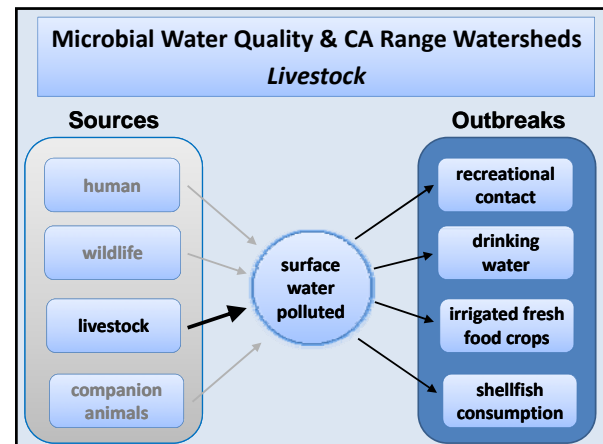 Microbial Water Quality & CA Range Watersheds
Livestock
Sources
human
wildlife
livestock
companion
animals
surface
water
polluted
Outbreaks
recreational
contact
drinking
water
irrigated fresh
food crops
shellfish
consumption